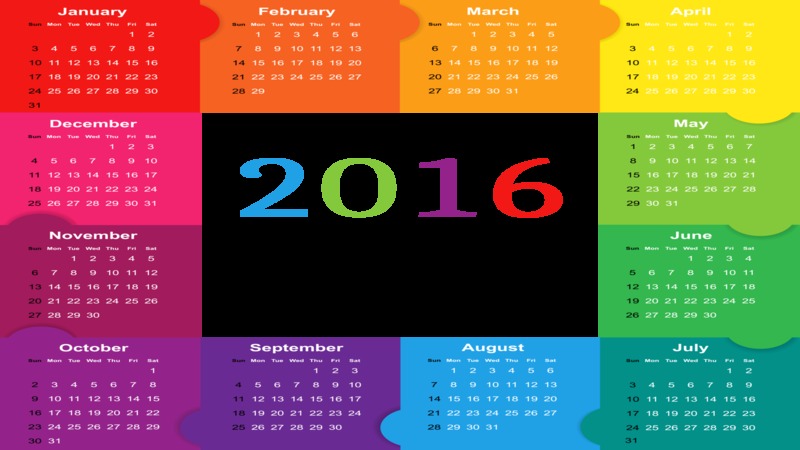 January
Sun Mon Tue Wed Thu Fri Sat
1 2
3 4 5 6 7 8 9
10 11 12 13 14 15 16
17 18 19 20 21 22 23
24 25 26 27 28 29 30
31
February
Sun Mon Tue Wed Thu Fri Sat
1 2 3 4 5 6
7 8 9 10 11 12 13
14 15 16 17 18 19 20
21 22 23 24 25 26 27
28 29
March
Sun Mon Tue Wed Thu Fri Sat
1 2 3 4 5
6 7 8 9 10 11 12
13 14 15 16 17 18 19
20 21 22 23 24 25 26
27 28 29 30 31
April
Sun Mon Tue Wed Thu Fri Sat
1 2
3 4 5 6 7 8 9
10 11 12 13 14 15 16
17 18 19 20 21 22 23
24 25 26 27 28 29 30
December
Sun Mon Tue Wed Thu Fri Sat
1 2 3
4 5 6 7 8 9 10
11 12 13 14 15 16 17
18 19 20 21 22 23 24
25 26 27 28 29 30 31
2016
May
Sun Mon Tue Wed Thu Fri Sat
1 2 3 4 5 6 7
8 9 10 11 12 13 14
15 16 17 18 19 20 21
22 23 24 25 26 27 28
29 30 31
November
Sun Mon Tue Wed Thu Fri Sat
1 2 3 4 5
6 7 8 9 10 11 12
13 14 15 16 17 18 19
20 21 22 23 24 25 26
27 28 29 30
June
Sun Mon Tue Wed Thu Fri Sat
1 2 3 4
5 6 7 8 9 10 11
12 13 14 15 16 17 18
19 20 21 22 23 24 25
26 27 28 29 30
October
Sun Mon Tue Wed Thu Fri Sat
1
2 3 4 5 6 7 8
9 10 11 12 13 14 15
16 17 18 19 20 21 22
23 24 25 26 27 28 29
30 31
September
Sun Mon Tue Wed Thu Fri Sat
1 2 3
4 5 6 7 8 9 10
11 12 13 14 15 16 17
18 19 20 21 22 23 24
25 26 27 28 29 30
August
Sun Mon Tue Wed Thu Fri Sat
1 2 3 4 5 6
7 8 9 10 11 12 13
14 15 16 17 18 19 20
21 22 23 24 25 26 27
28 29 30 31
July
Sun Mon Tue Wed Thu Fri Sat
1 2
3 4 5 6 7 8 9
10 11 12 13 14 15 16
17 18 19 20 21 22 23
24 25 26 27 28 29 30
31